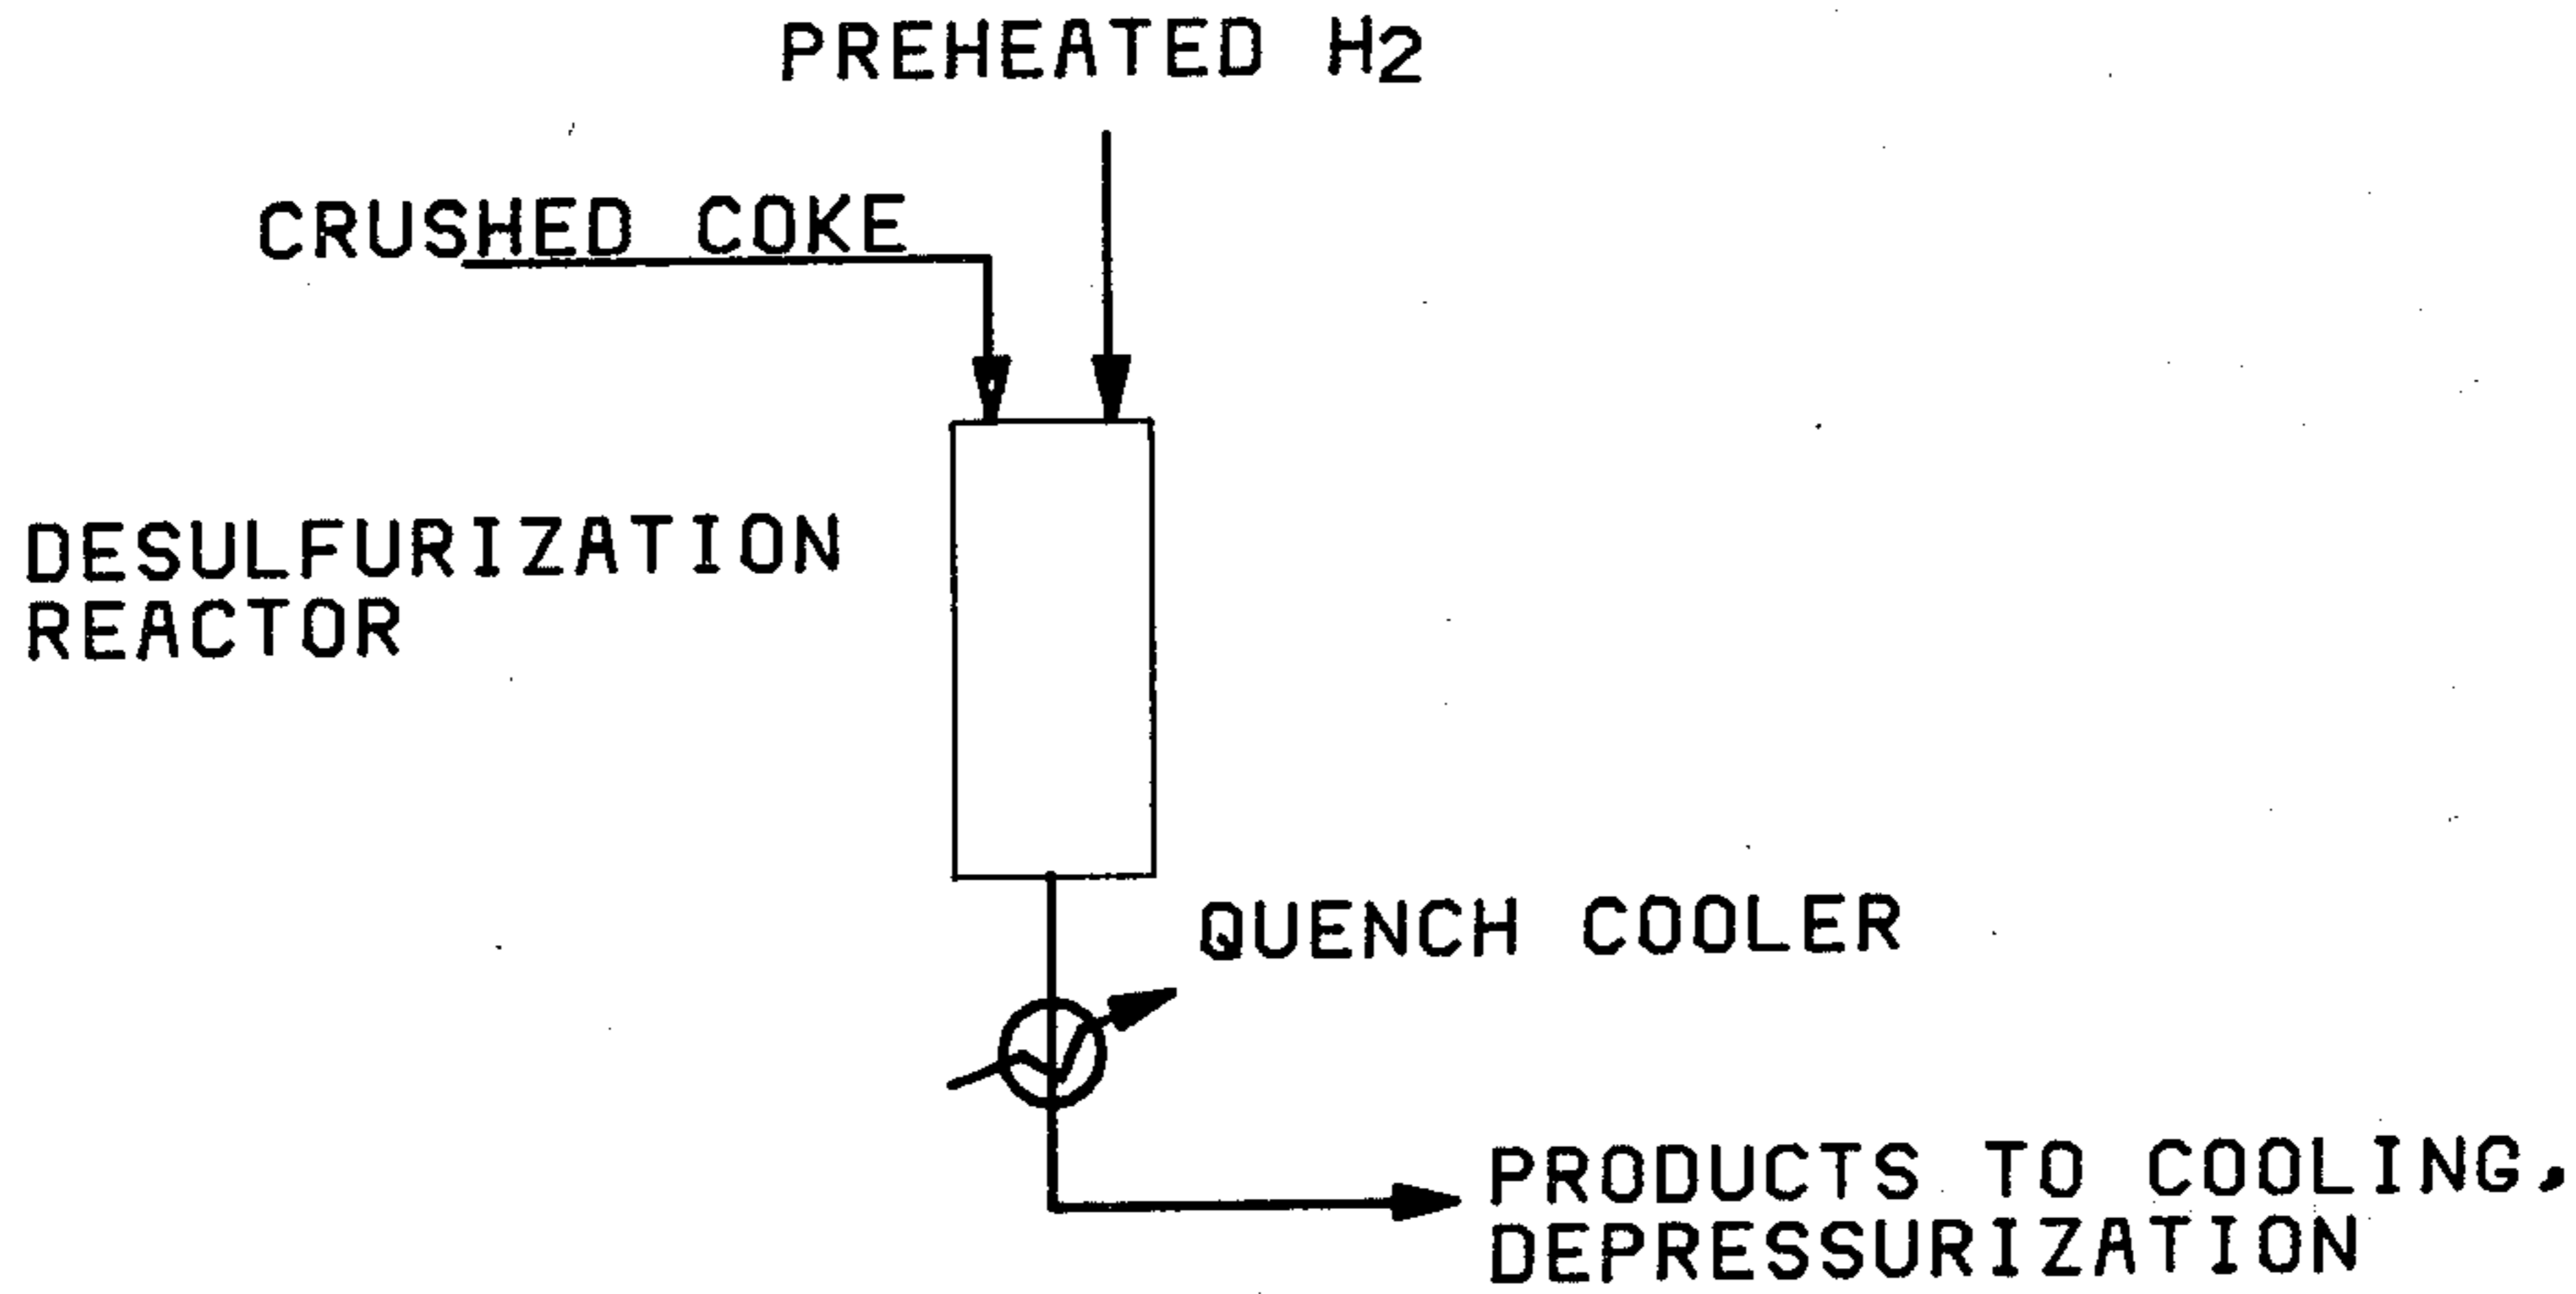 PREHEATED H2
CRUSHED COKE
DESULFURIZATION
REACTOR
QUENCH COOLER
PRODUCTS TO COOLING,
DEPRESSURIZATION